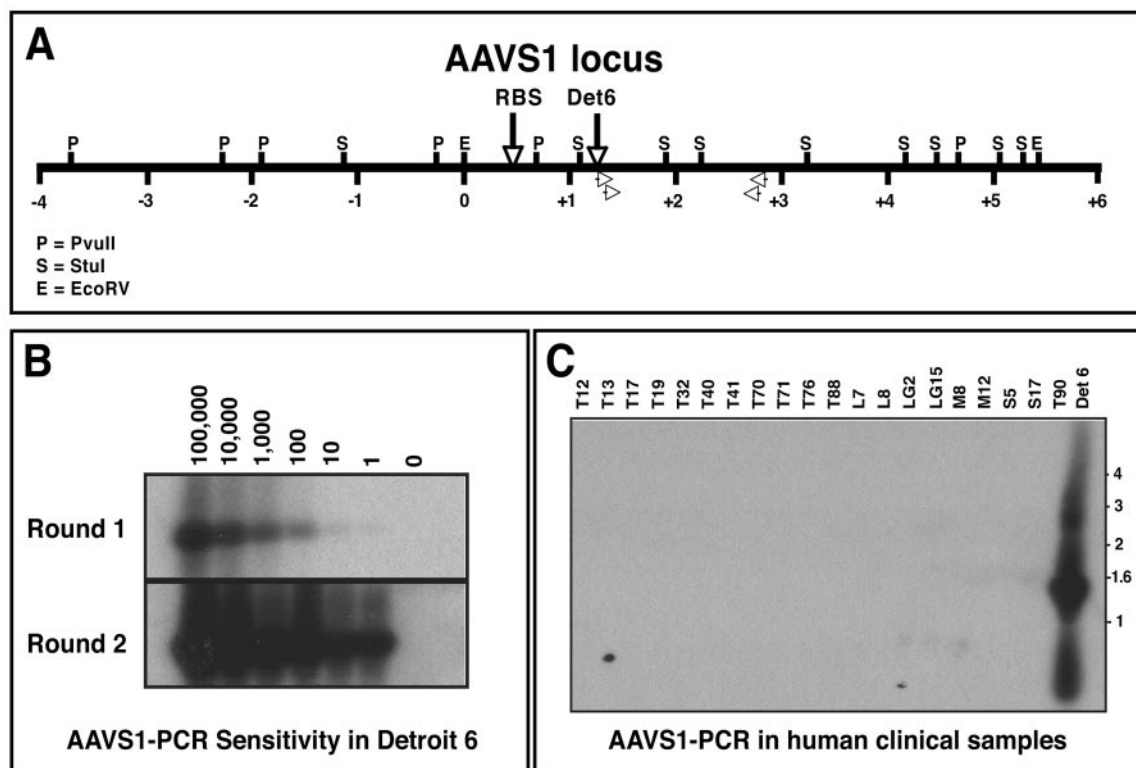 A
AAVS1 locus
RBS Det6
P P P S P E P S S S S S S P S S E
-4 -3 -2 -1 0 +1 +2 +3 +4 +5 +6
P = PvuII
S = StuI
E = EcoRV
B
100,000 10,000 1,000 100 10 1 0
Round 1
Round 2
AAVS1-PCR Sensitivity in Detroit 6
C
T12 T13 T17 T19 T32 T40 T41 T70 T71 T76 T88 L7 L8 LG2 LG15 M8 M12 S5 S17 T90 Det 6
4
3
2
1.6
1
AAVS1-PCR in human clinical samples